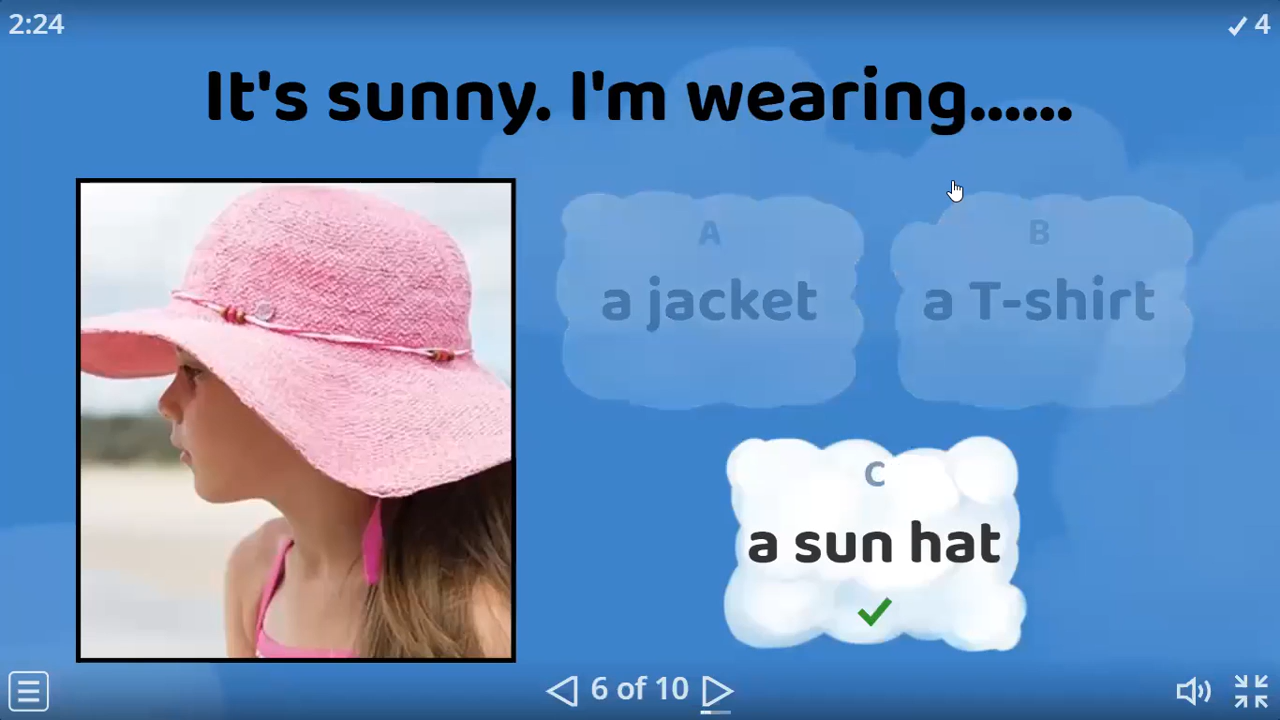 2:24
✓ 4
It's sunny. I'm wearing......
A
a jacket
B
a T-shirt
C
a sun hat
6 of 10